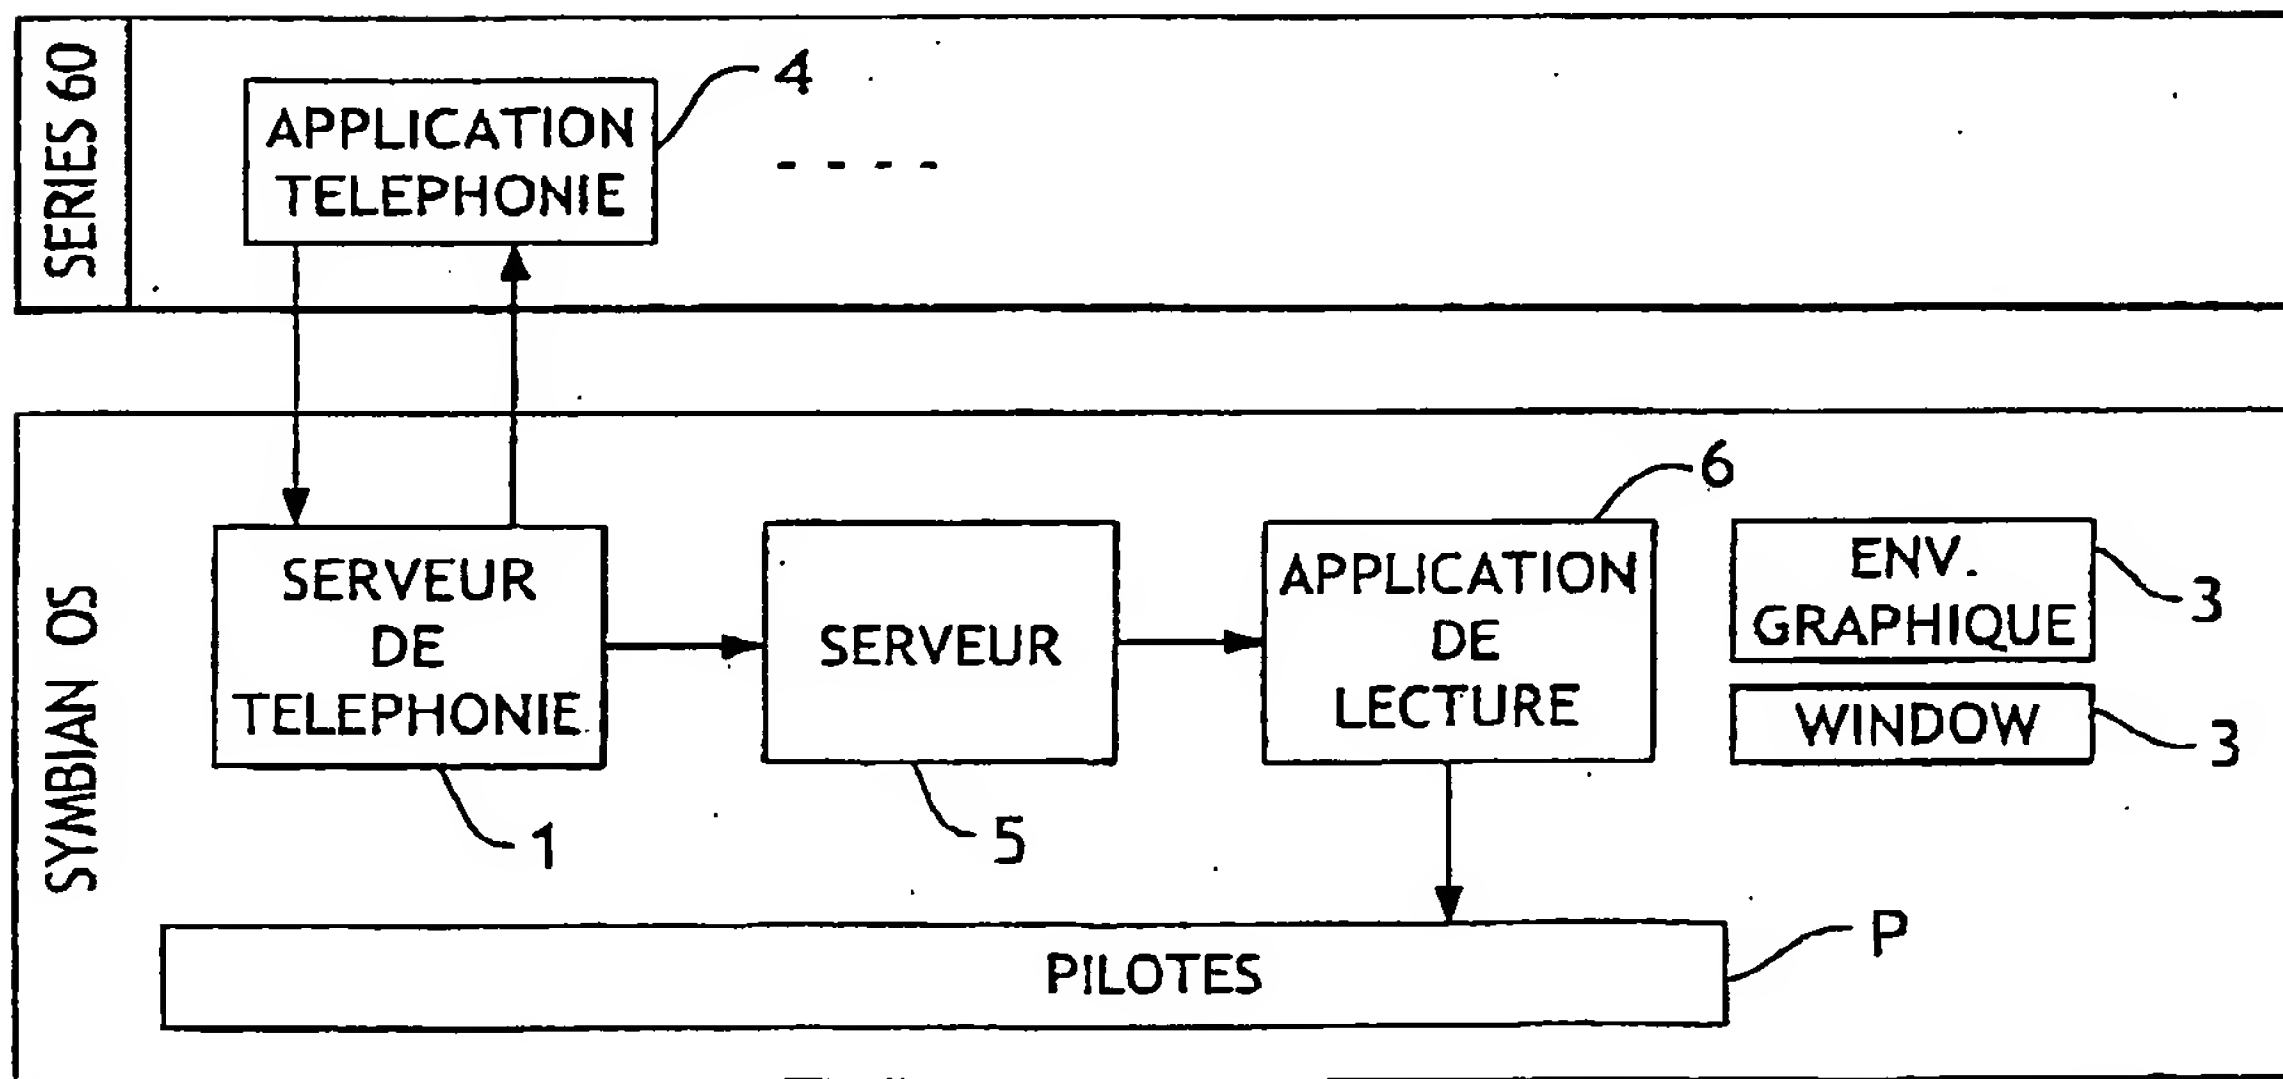 SERIES 60
APPLICATION
TELEPHONIE
4
- - - -
SYMBIAN OS
SERVEUR
DE
TELEPHONIE
1
SERVEUR
5
APPLICATION
DE
LECTURE
6
ENV.
GRAPHIQUE
3
WINDOW
3
PILOTES
P